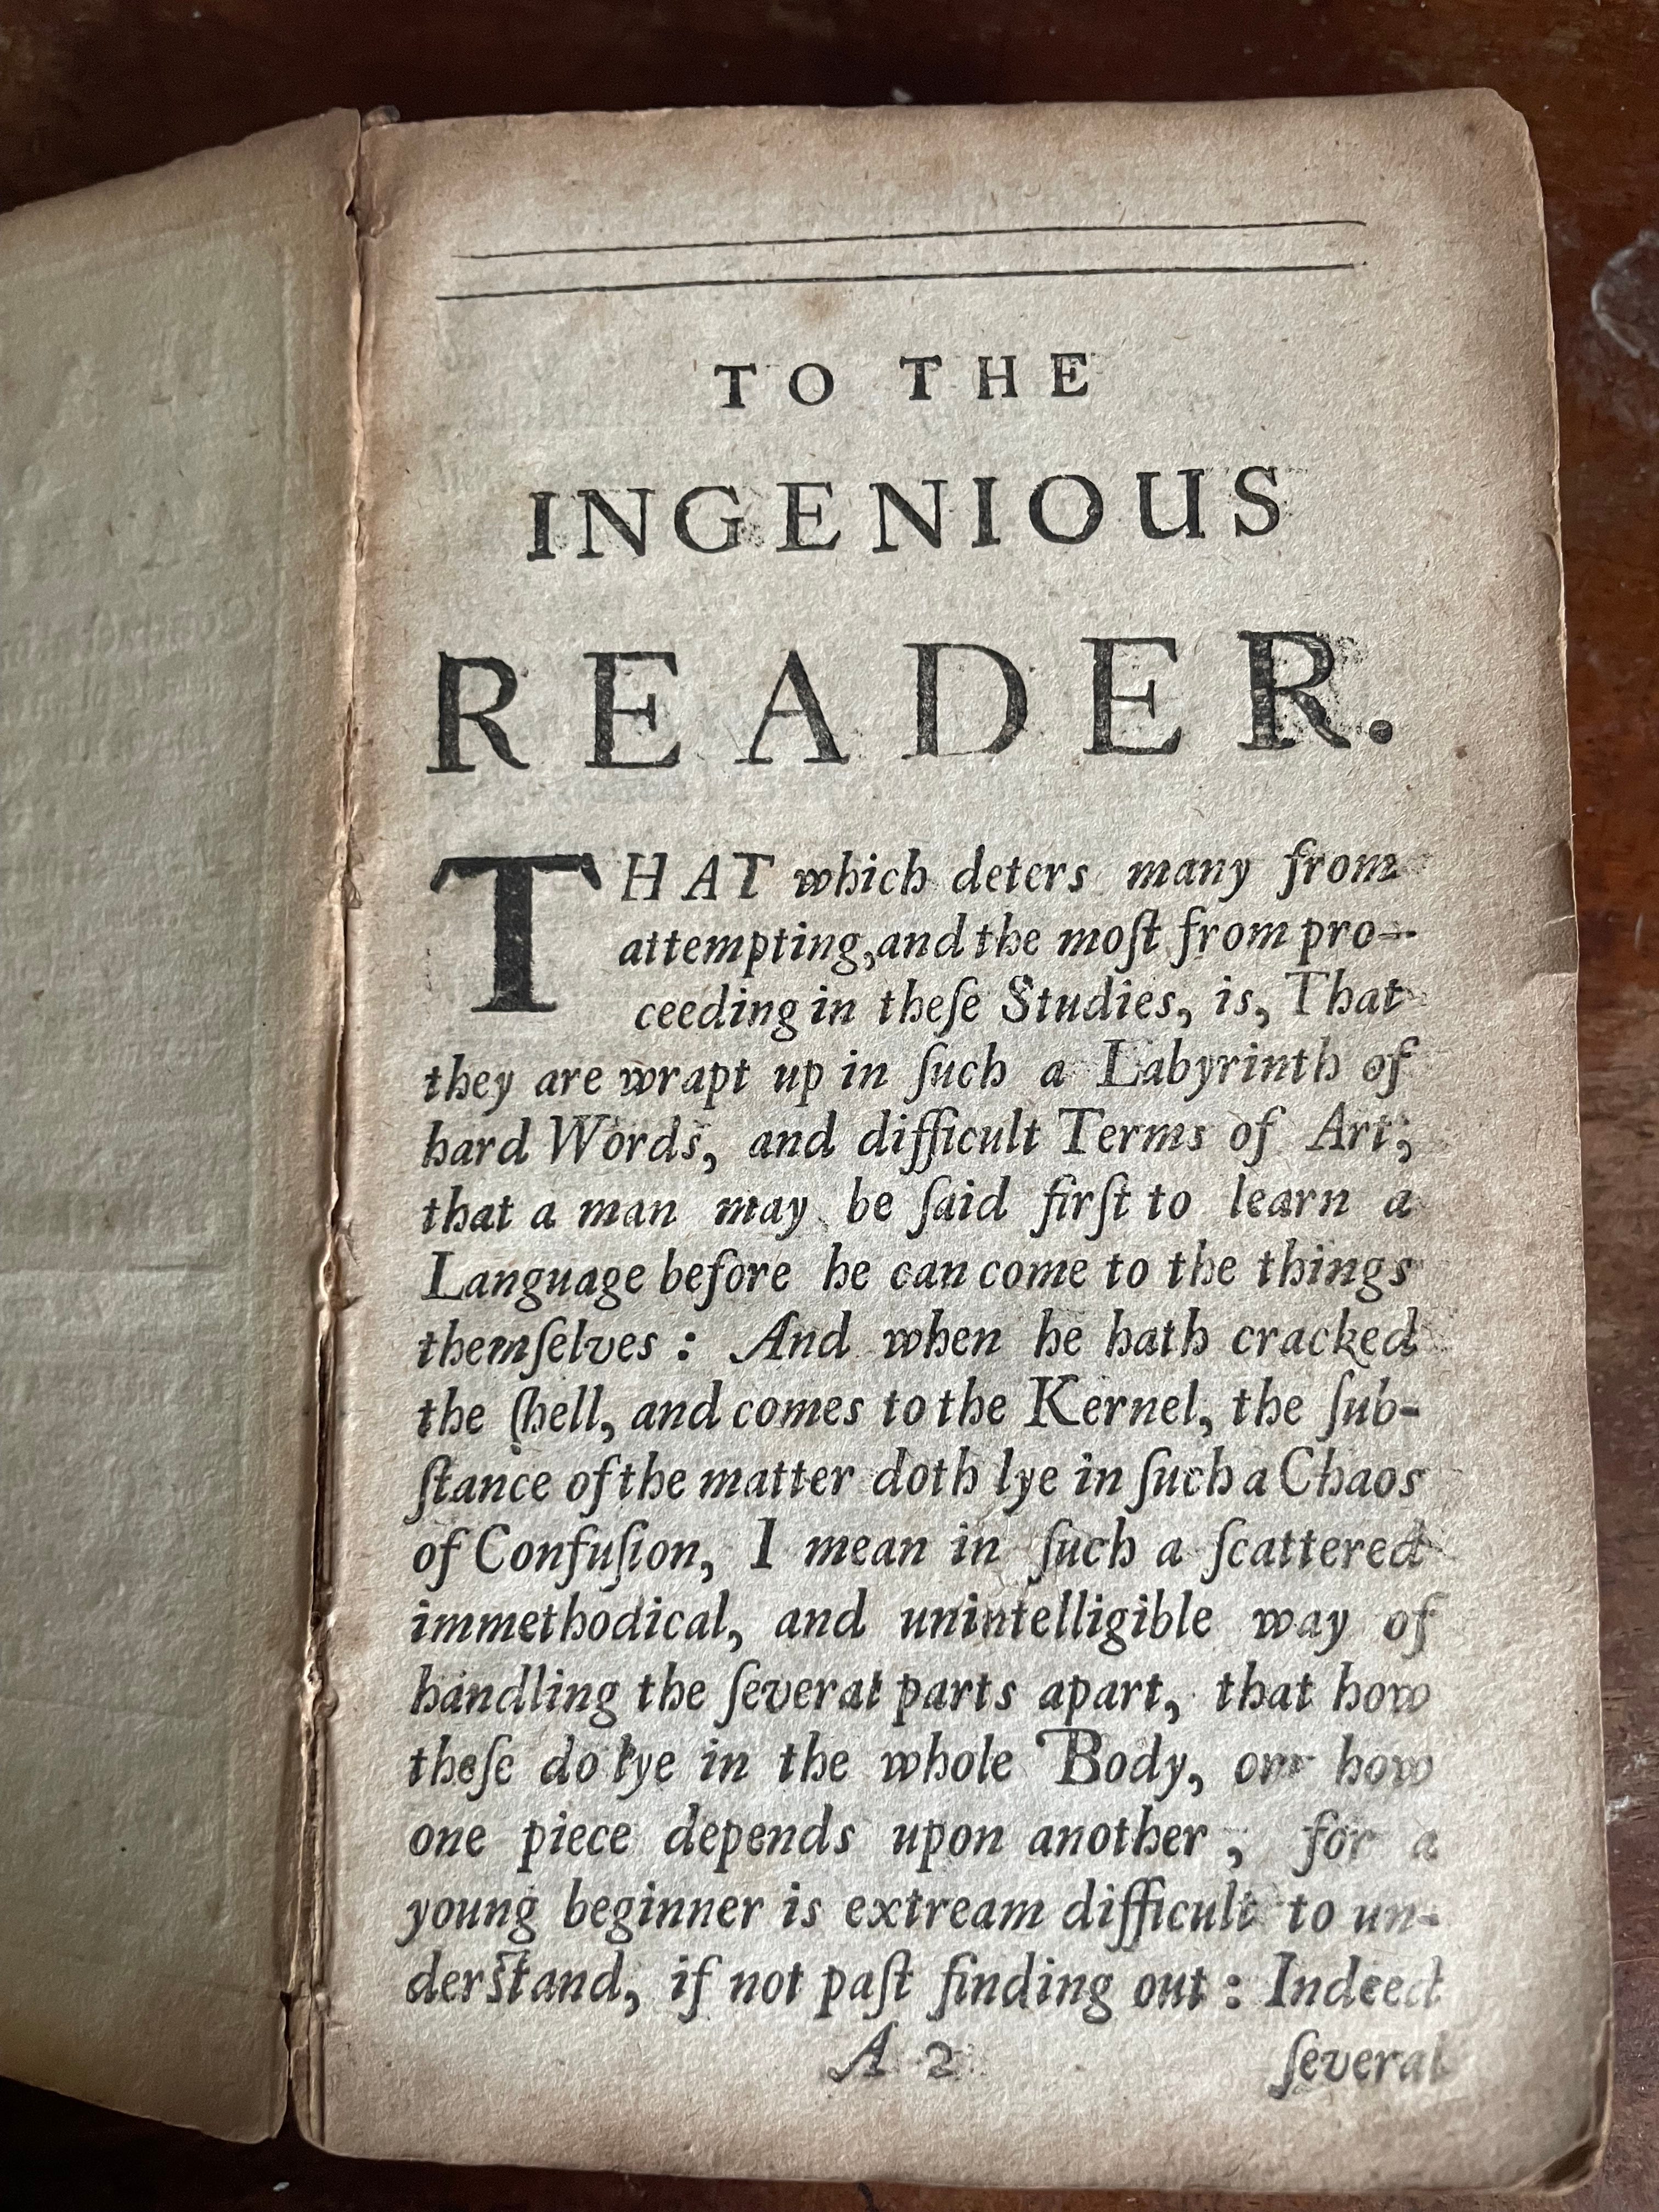 TO THE
INGENIOUS
READER.
THAT which deters many from
attempting, and the moſt from pro-
ceeding in theſe Studies, is, That
they are wrapt up in ſuch a Labyrinth of
hard Words, and difficult Terms of Art;
that a man may be ſaid firſt to learn a
Language before he can come to the things
themſelves : And when he hath cracked
the ſhell, and comes to the Kernel, the ſub-
ſtance of the matter doth lye in ſuch a Chaos
of Confuſion, I mean in ſuch a ſcattered
immethodical, and unintelligible way of
handling the ſeveral parts apart, that how
theſe do lye in the whole Body, or how
one piece depends upon another, for a
young beginner is extream difficult to un-
derſtand, if not paſt finding out : Indeed
A 2 ſeveral